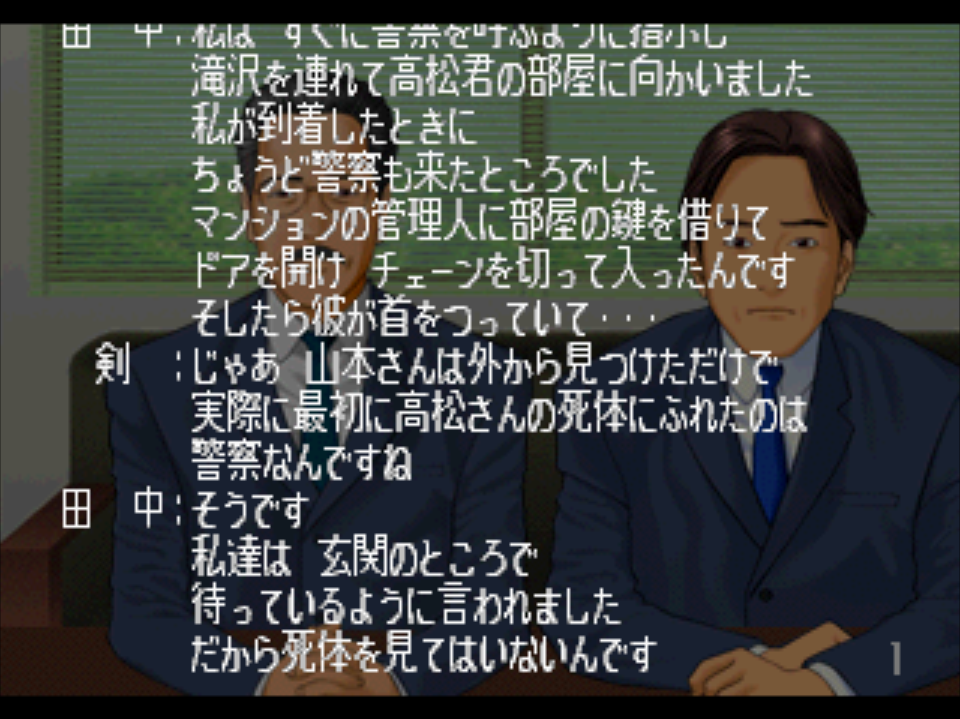 田　中：私は　すぐに警察を呼ぶように指示し
滝沢を連れて高松君の部屋に向かいました
私が到着したときに
ちょうど警察も来たところでした
マンションの管理人に部屋の鍵を借りて
ドアを開け　チェーンを切って入ったんです
そしたら彼が首をつっていて・・・
剣　：じゃあ　山本さんは外から見つけただけで
実際に最初に高松さんの死体にふれたのは
警察なんですね
田　中：そうです
私達は　玄関のところで
待っているように言われました
だから死体を見てはいないんです
1